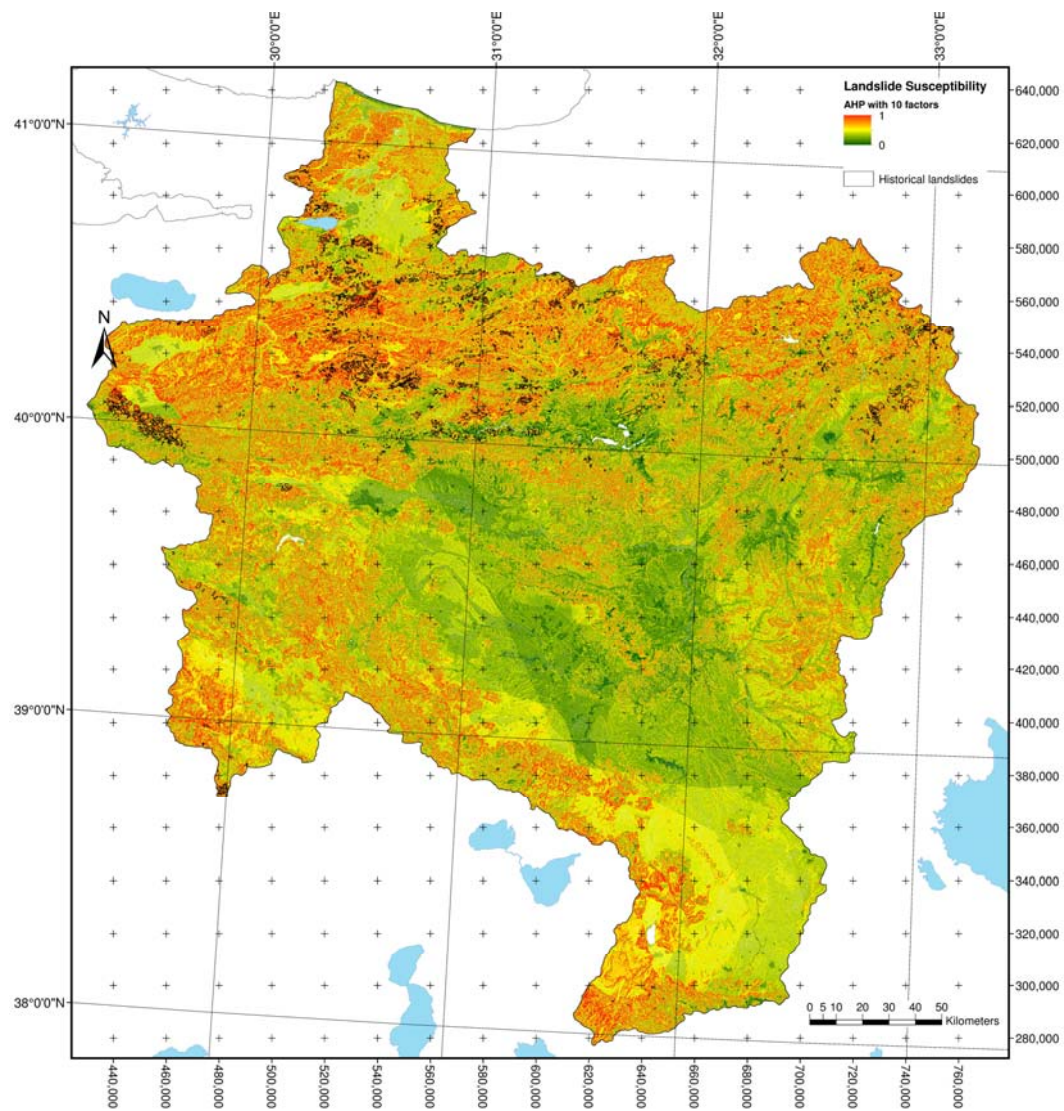 30°0'0"E
31°0'0"E
32°0'0"E
33°0'0"E
Landslide Susceptibility
AHP with 10 factors
1
0
Historical landslides
41°0'0"N
40°0'0"N
39°0'0"N
38°0'0"N
N
640,000
620,000
600,000
580,000
560,000
540,000
520,000
500,000
480,000
460,000
440,000
420,000
400,000
380,000
360,000
340,000
320,000
300,000
280,000
0 5 10 20 30 40 50
Kilometers
440,000
460,000
480,000
500,000
520,000
540,000
560,000
580,000
600,000
620,000
640,000
660,000
680,000
700,000
720,000
740,000
760,000